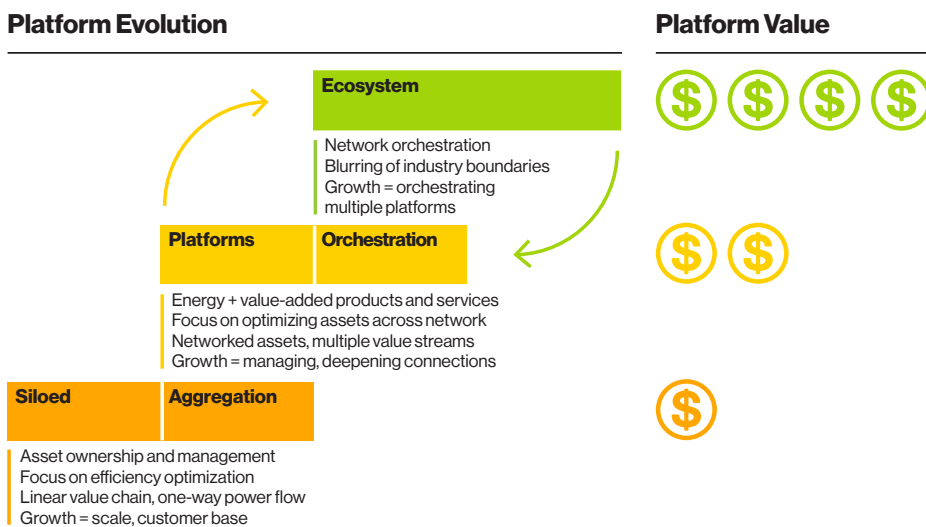 Platform Evolution
Platform Value
Ecosystem
$ $ $ $
Network orchestration
Blurring of industry boundaries
Growth = orchestrating
multiple platforms
Platforms
Orchestration
$ $
Energy + value-added products and services
Focus on optimizing assets across network
Networked assets, multiple value streams
Growth = managing, deepening connections
Siloed
Aggregation
$
Asset ownership and management
Focus on efficiency optimization
Linear value chain, one-way power flow
Growth = scale, customer base